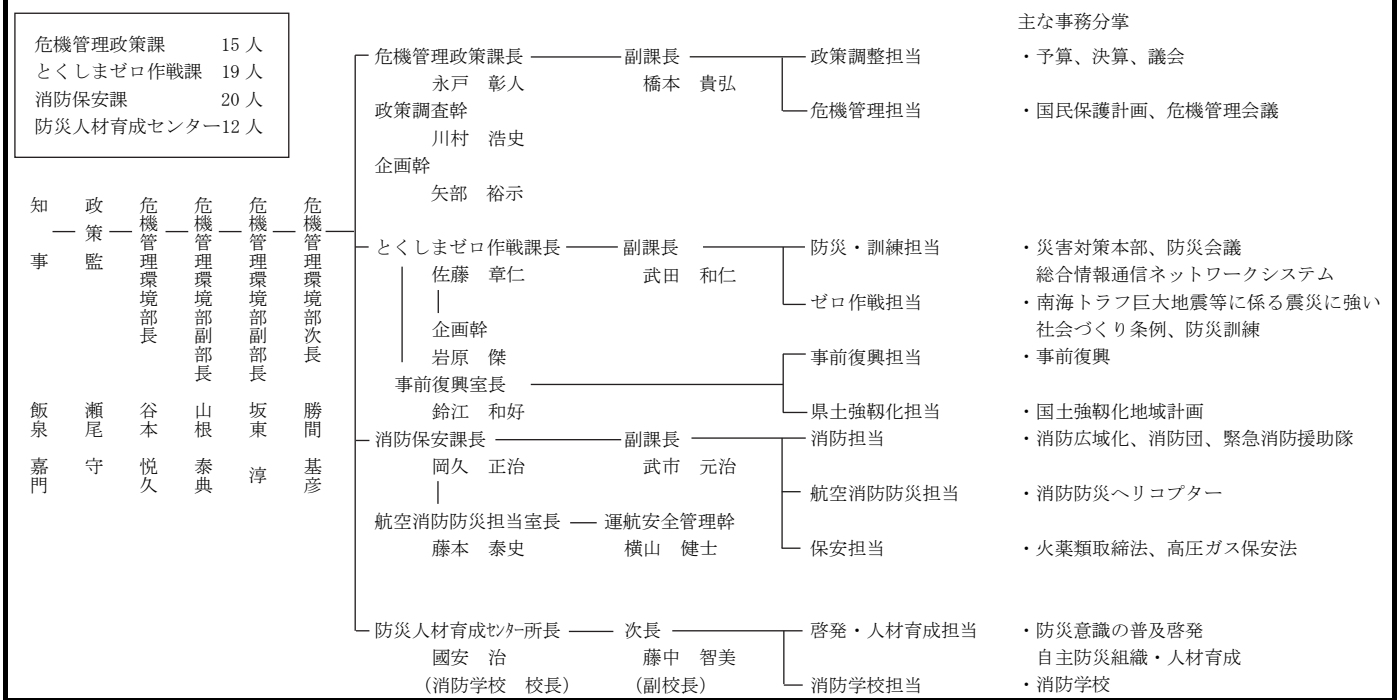 主な事務分掌
危機管理政策課 15人
とくしまゼロ作戦課 19人
消防保安課 20人
防災人材育成センター12人
知事 飯泉 嘉門
政策監 瀬尾 守
危機管理環境部長 谷本 悦久
危機管理環境部副部長 山根 泰典
危機管理環境部副部長 坂東 淳
危機管理環境部次長 勝間 基彦
危機管理政策課長 副課長 政策調整担当 ・予算、決算、議会
永戸 彰人 橋本 貴弘
政策調査幹 危機管理担当 ・国民保護計画、危機管理会議
川村 浩史
企画幹
矢部 裕示
とくしまゼロ作戦課長 副課長 防災・訓練担当 ・災害対策本部、防災会議
佐藤 章仁 武田 和仁 総合情報通信ネットワークシステム
ゼロ作戦担当 ・南海トラフ巨大地震等に係る震災に強い
企画幹 社会づくり条例、防災訓練
岩原 傑 事前復興担当 ・事前復興
事前復興室長
鈴江 和好 県土強靱化担当 ・国土強靱化地域計画
消防保安課長 副課長 消防担当 ・消防広域化、消防団、緊急消防援助隊
岡久 正治 武市 元治
航空消防防災担当 ・消防防災ヘリコプター
航空消防防災担当室長 運航安全管理幹
藤本 泰史 横山 健士 保安担当 ・火薬類取締法、高圧ガス保安法
防災人材育成ｾﾝﾀｰ所長 次長 啓発・人材育成担当 ・防災意識の普及啓発
國安 治 藤中 智美 自主防災組織・人材育成
(消防学校 校長) (副校長) 消防学校担当 ・消防学校